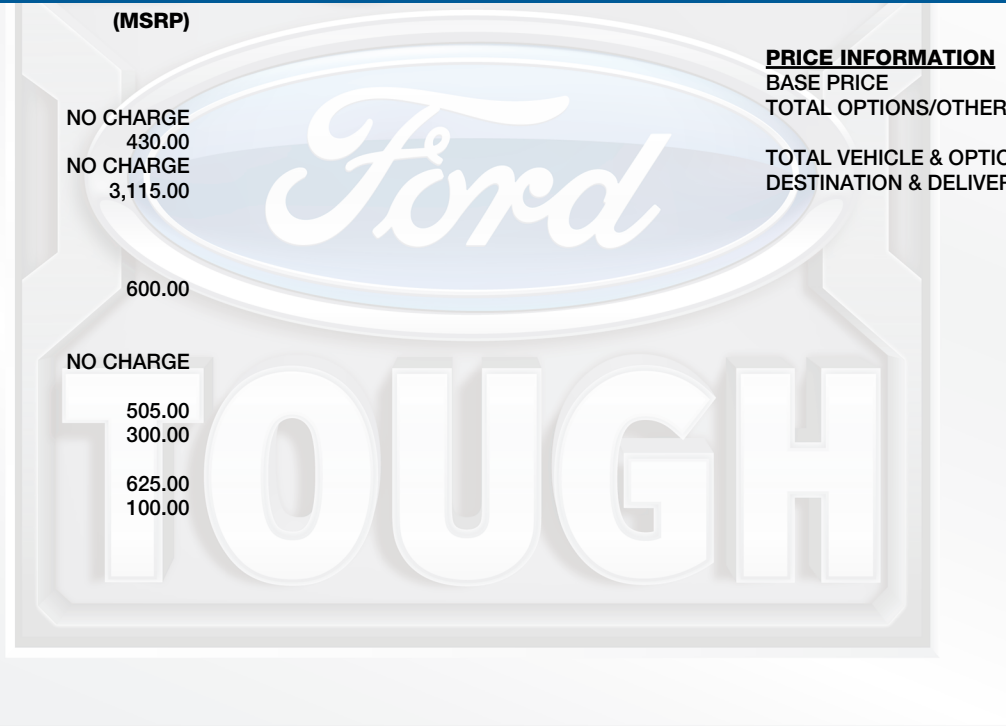 (MSRP)
NO CHARGE
430.00
NO CHARGE
3,115.00
600.00
NO CHARGE
505.00
300.00
625.00
100.00
PRICE INFORMATION
BASE PRICE
TOTAL OPTIONS/OTHER
TOTAL VEHICLE & OPTIO
DESTINATION & DELIVER
Ford
TOUGH